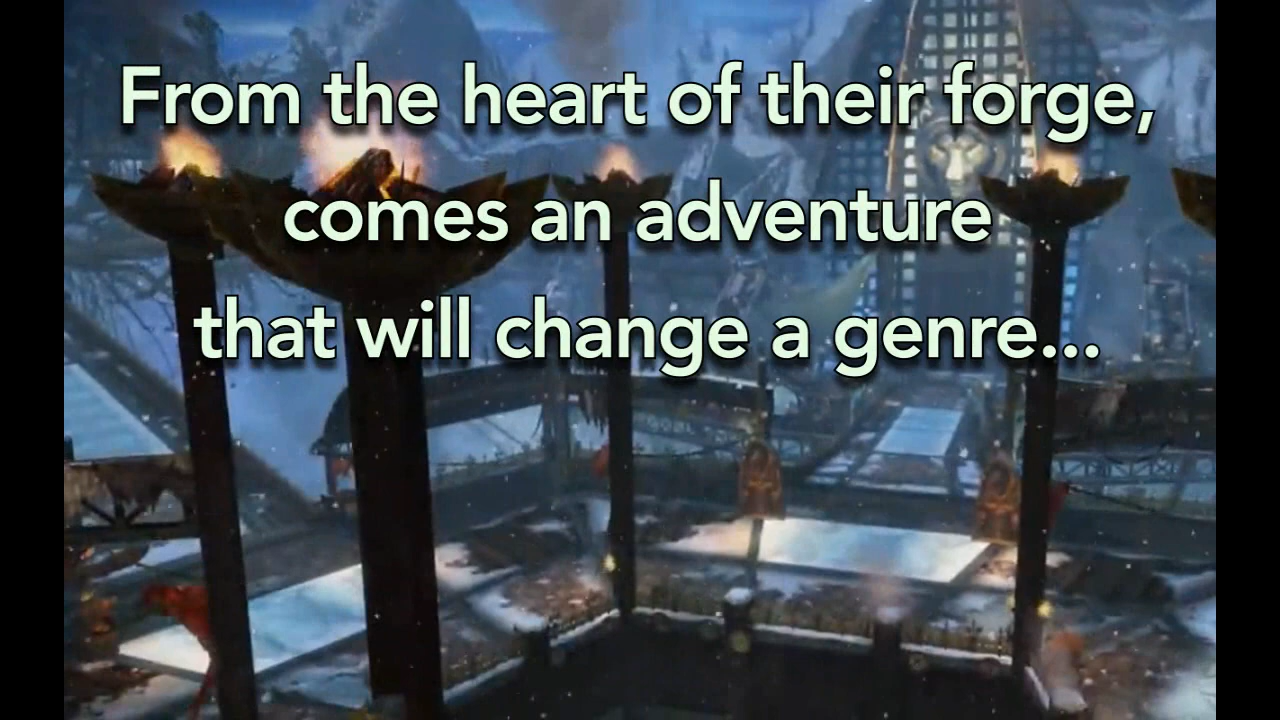 From the heart of their forge,
comes an adventure
that will change a genre...